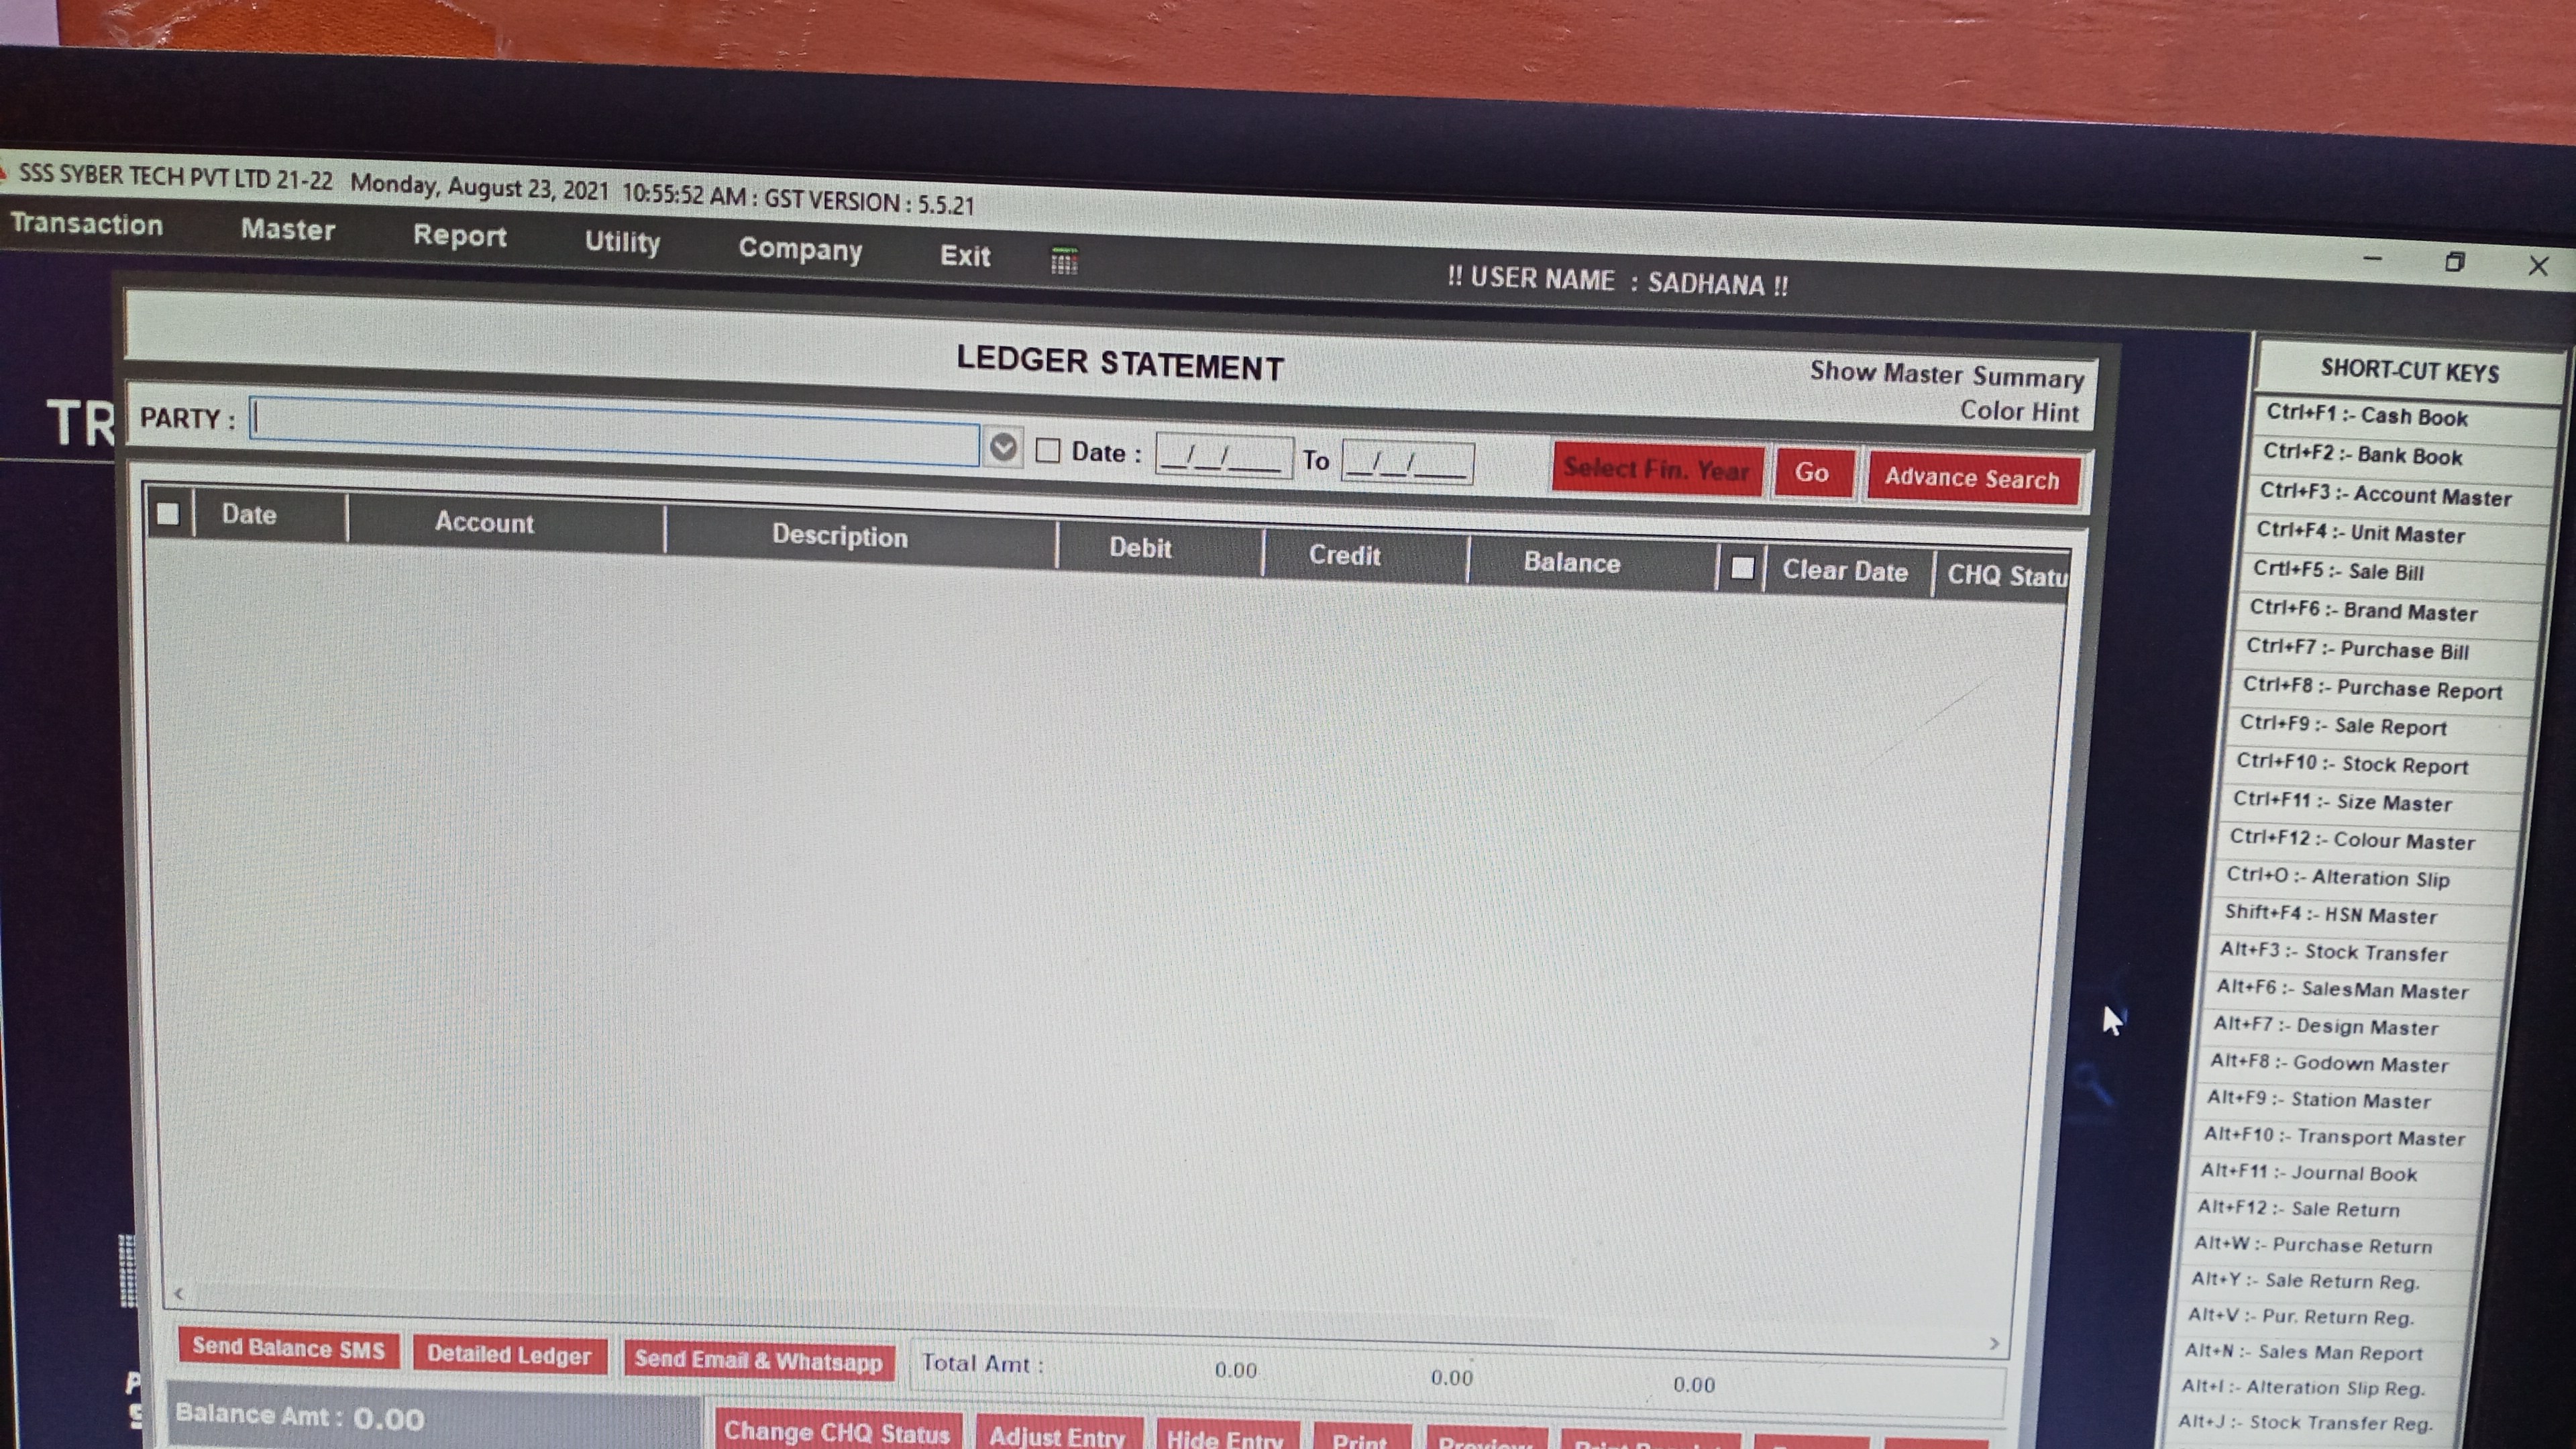 SSS SYBER TECH PVT LTD 21-22 Monday, August 23, 2021 10:55:52 AM : GST VERSION : 5.5.21
Transaction Master Report Utility Company Exit !! USER NAME : SADHANA !!
LEDGER STATEMENT
Show Master Summary
Color Hint
TR
PARTY : Date : __/__/____ To __/__/____ Select Fin. Year Go Advance Search
Date Account Description Debit Credit Balance Clear Date CHQ Statu
Send Balance SMS Detailed Ledger Send Email & Whatsapp Total Amt : 0.00 0.00 0.00
Balance Amt : 0.00 Change CHQ Status Adjust Entry Hide Entry Print Preview
SHORT-CUT KEYS
Ctrl+F1 :- Cash Book
Ctrl+F2 :- Bank Book
Ctrl+F3 :- Account Master
Ctrl+F4 :- Unit Master
Crtl+F5 :- Sale Bill
Ctrl+F6 :- Brand Master
Ctrl+F7 :- Purchase Bill
Ctrl+F8 :- Purchase Report
Ctrl+F9 :- Sale Report
Ctrl+F10 :- Stock Report
Ctrl+F11 :- Size Master
Ctrl+F12 :- Colour Master
Ctrl+O :- Alteration Slip
Shift+F4 :- HSN Master
Alt+F3 :- Stock Transfer
Alt+F6 :- SalesMan Master
Alt+F7 :- Design Master
Alt+F8 :- Godown Master
Alt+F9 :- Station Master
Alt+F10 :- Transport Master
Alt+F11 :- Journal Book
Alt+F12 :- Sale Return
Alt+W :- Purchase Return
Alt+Y :- Sale Return Reg.
Alt+V :- Pur. Return Reg.
Alt+N :- Sales Man Report
Alt+I :- Alteration Slip Reg.
Alt+J :- Stock Transfer Reg.